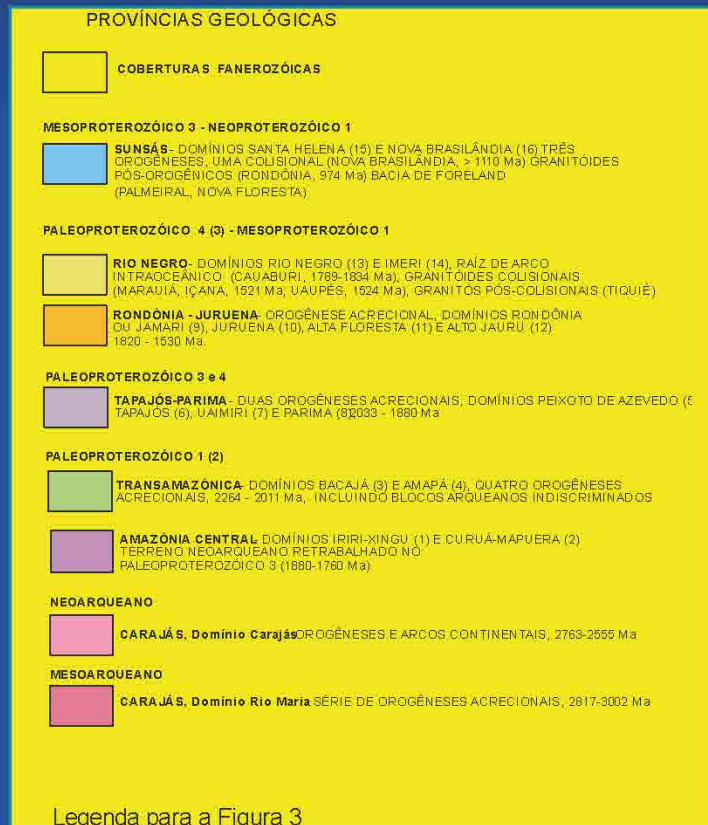 PROVÍNCIAS GEOLÓGICAS
COBERTURAS FANEROZÓICAS
MESOPROTEROZÓICO 3 - NEOPROTEROZÓICO 1
SUNSÁS- DOMÍNIOS SANTA HELENA (15) E NOVA BRASILÂNDIA (16) TRÊS
OROGÊNESES, UMA COLISIONAL (NOVA BRASILÂNDIA, > 1110 Ma) GRANITÓIDES
PÓS-OROGÊNICOS (RONDÔNIA, 974 Ma) BACIA DE FORELAND
(PALMEIRAL, NOVA FLORESTA)
PALEOPROTEROZÓICO 4 (3) - MESOPROTEROZÓICO 1
RIO NEGRO- DOMÍNIOS RIO NEGRO (13) E IMERI (14), RAÍZ DE ARCO
INTRAOCEÂNICO (CAUABURI, 1789-1834 Ma), GRANITÓIDES COLISIONAIS
(MARAUIÁ, IÇANA, 1521 Ma, UAUPÉS, 1524 Ma), GRANITOS PÓS-COLISIONAIS (TIQUIÉ)
RONDÔNIA - JURUENA- OROGÊNESE ACRECIONAL, DOMÍNIOS RONDÔNIA
OU JAMARI (9), JURUENA (10), ALTA FLORESTA (11) E ALTO JAURU (12)
1820 - 1530 Ma.
PALEOPROTEROZÓICO 3 e 4
TAPAJÓS-PARIMA- DUAS OROGÊNESES ACRECIONAIS, DOMÍNIOS PEIXOTO DE AZEVEDO (5
TAPAJÓS (6), UAIMIRI (7) E PARIMA (8)2033 - 1880 Ma
PALEOPROTEROZÓICO 1 (2)
TRANSAMAZÔNICA- DOMÍNIOS BACAJÁ (3) E AMAPÁ (4), QUATRO OROGÊNESES
ACRECIONAIS, 2264 - 2011 Ma, INCLUINDO BLOCOS ARQUEANOS INDISCRIMINADOS
AMAZÔNIA CENTRAL- DOMÍNIOS IRIRI-XINGU (1) E CURUÁ-MAPUERA (2)
TERRENO NEOARQUEANO RETRABALHADO NO
PALEOPROTEROZÓICO 3 (1880-1760 Ma)
NEOARQUEANO
CARAJÁS, Domínio CarajásOROGÊNESES E ARCOS CONTINENTAIS, 2763-2555 Ma
MESOARQUEANO
CARAJÁS, Domínio Rio Maria SÉRIE DE OROGÊNESES ACRECIONAIS, 2817-3002 Ma
Legenda para a Figura 3